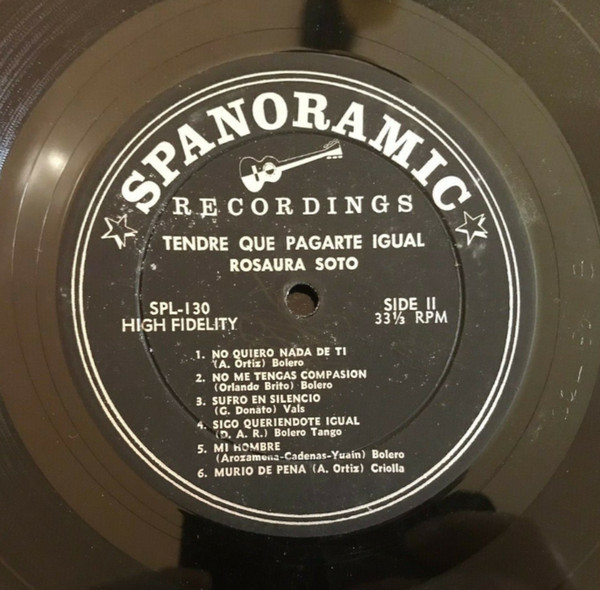 SPANORAMIC
RECORDINGS
TENDRE QUE PAGARTE IGUAL
ROSAURA SOTO
SPL-130
HIGH FIDELITY
SIDE II
33⅓ RPM
1. NO QUIERO NADA DE TI
(A. Ortiz) Bolero
2. NO ME TENGAS COMPASION
(Orlando Brito) Bolero
3. SUFRO EN SILENCIO
(G. Donato) Vals
4. SIGO QUERIENDOTE IGUAL
(D. A. R.) Bolero Tango
5. MI HOMBRE
(Arozamena-Cadenas-Yuain) Bolero
6. MURIO DE PENA (A. Ortiz) Criolla